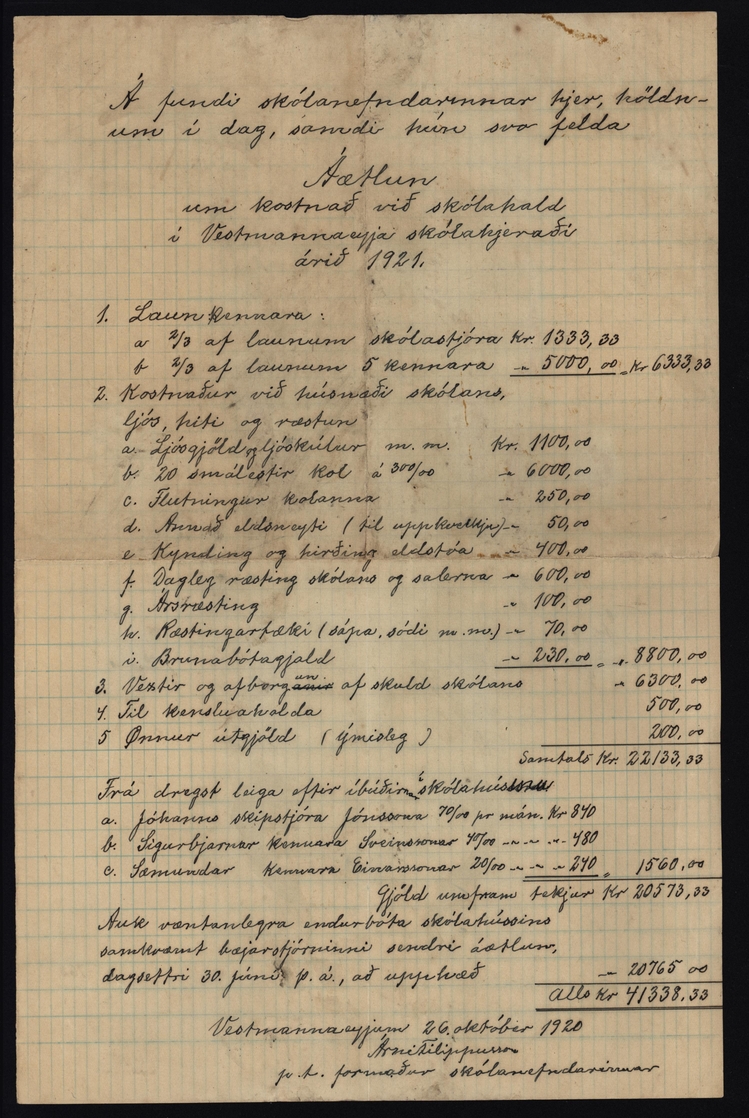 Á fundi skólanefndarinnar hjer, höldn-
um í dag, samdi hún svo felda
Áætlun
um kostnað við skólahald
í Vestmannaeyja skólahjeraði
árið 1921.
1. Laun kennara:
a 2/3 af launum skólastjóra Kr. 1333,33
b 2/3 af launum 5 kennara -"- 5000,00 " Kr 6333,33
2. Kostnaður við húsnæði skólans,
ljós, hiti og ræstun
a. Ljósgjöld og ljóskúlur m. m. Kr. 1100,00
b. 20 smálestir kol á 300/00 -"- 6000,00
c. Flutningur kolanna -"- 250,00
d. Annað eldsneyti (til uppkveikju) -"- 50,00
e Kynding og hirðing eldstóa -"- 400,00
f. Dagleg ræsting skólans og salerna -"- 600,00
g. Ársræsting -"- 100,00
h. Ræstingartæki (sápa, sódi m. m.) -"- 70,00
i. Brunabótagjald -"- 230,00 " -"- 8800,00
3. Vextir og afborgun af skuld skólans -"- 6300,00
4. Til kensluahalda 500,00
5 Önnur útgjöld (ýmisleg) 200,00
Samtals Kr. 22133,33
Frá dregst leiga eftir íbúðirnar í skólahús
a. Jóhanns skipstjóra Jónssona 70/00 pr mán. Kr 840
b. Sigurbjarnar kennara Sveinssonar 40/00 -"- -"- -"- 480
c. Sæmundar kennara Einarssonar 20/00 -"- -"- -"- 240 " 1560,00
Gjöld umfram tekjur Kr 20573,33
Auk væntanlegra endurbóta skólahússins
samkvæmt bæjarstjórninni sendri áætlun,
dagsettri 30. júní þ. á., að upphæð -"- 20765 00
Alls Kr 41338,33
Vestmannaeyjum 26. október 1920
Árni Filippusson
p. t. formaður skólanefndarinnar